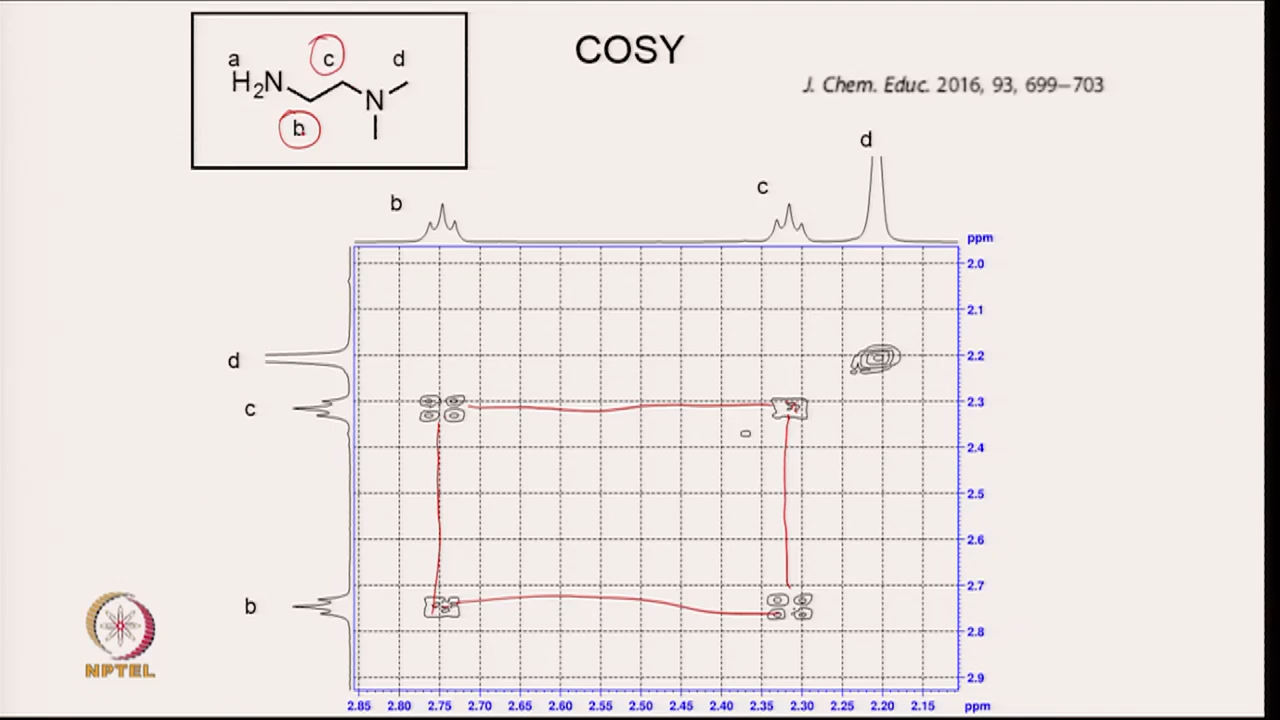 COSY
a
c
d
H₂N
N
b
J. Chem. Educ. 2016, 93, 699–703
d
b
c
ppm
2.0
2.1
d
2.2
c
2.3
2.4
2.5
2.6
2.7
b
2.8
2.9
2.85 2.80 2.75 2.70 2.65 2.60 2.55 2.50 2.45 2.40 2.35 2.30 2.25 2.20 2.15 ppm
NPTEL